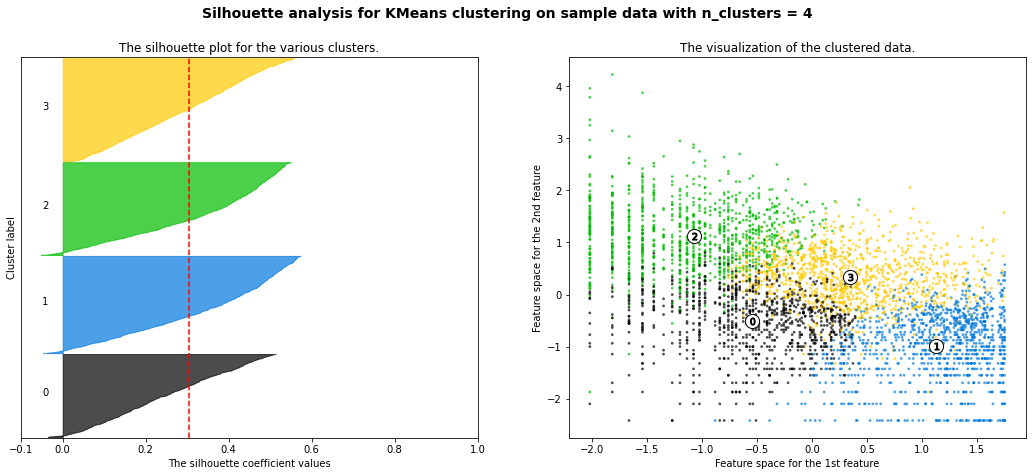 Silhouette analysis for KMeans clustering on sample data with n_clusters = 4
The silhouette plot for the various clusters.
3
2
1
0
Cluster label
−0.1 0.0 0.2 0.4 0.6 0.8 1.0
The silhouette coefficient values
The visualization of the clustered data.
4
3
2
1
0
−1
−2
Feature space for the 2nd feature
2
3
0
1
−2.0 −1.5 −1.0 −0.5 0.0 0.5 1.0 1.5
Feature space for the 1st feature